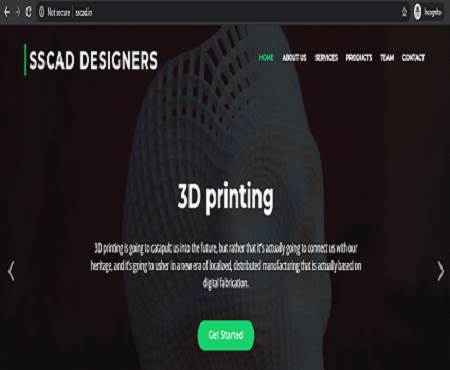 Not secure | sscad.in
Incognito
SSCAD DESIGNERS
HOME ABOUT US SERVICES PRODUCTS TEAM CONTACT
3D printing
3D printing is going to catapult us into the future, but rather that it's actually going to connect us with our
heritage, and it's going to usher in a new era of localized, distributed manufacturing that is actually based on
digital fabrication.
Get Started